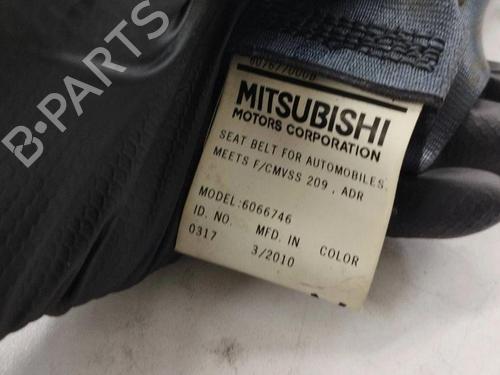 B-PARTS
MITSUBISHI
MOTORS CORPORATION
SEAT BELT FOR AUTOMOBILES.
MEETS F/CMVSS 209 , ADR
MODEL:6066746
ID. NO. MFD. IN COLOR
0317 3/2010